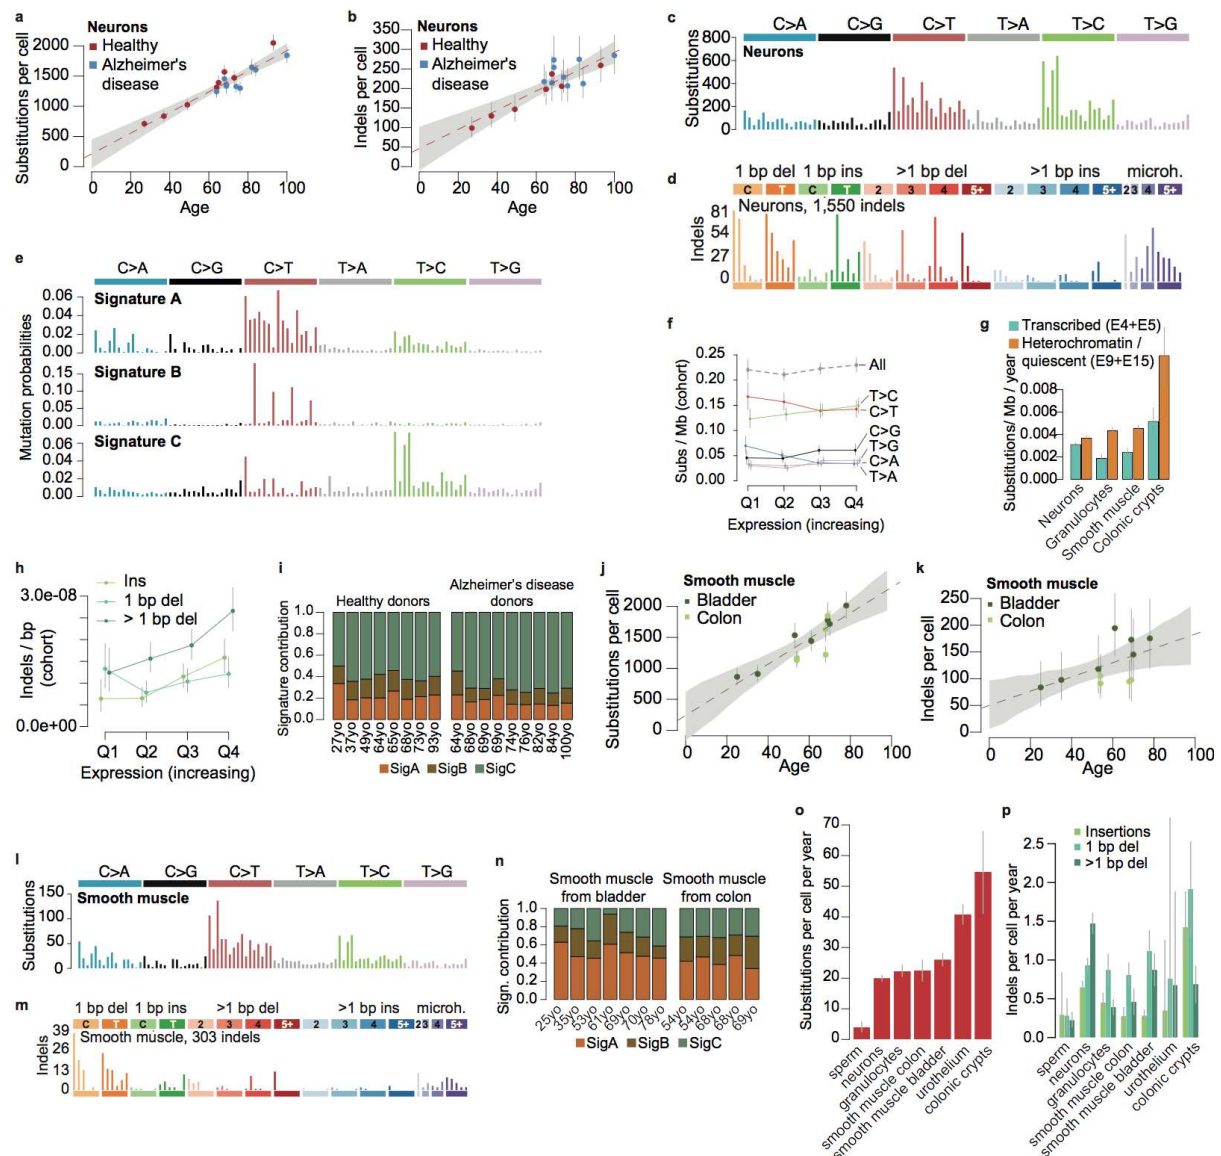 a
Neurons
Healthy
Alzheimer's
disease
Substitutions per cell
2000
1500
1000
500
0
0 20 40 60 80 100
Age
b
Neurons
Healthy
Alzheimer's
disease
Indels per cell
350
300
250
200
150
100
50
0
0 20 40 60 80 100
Age
c
C>A C>G C>T T>A T>C T>G
Neurons
Substitutions
800
600
400
200
0
d
1 bp del 1 bp ins >1 bp del >1 bp ins microh.
C T C T 2 3 4 5+ 2 3 4 5+ 2 3 4 5+
Neurons, 1,550 indels
Indels
81
54
27
0
e
C>A C>G C>T T>A T>C T>G
Mutation probabilities
Signature A
0.06
0.04
0.02
0.00
Signature B
0.15
0.10
0.05
0.00
Signature C
0.06
0.04
0.02
0.00
f
Subs / Mb (cohort)
0.25
0.20
0.15
0.10
0.05
0.00
All
T>C
C>T
C>G
T>G
C>A
T>A
Q1 Q2 Q3 Q4
Expression (increasing)
g
Transcribed (E4+E5)
Heterochromatin /
quiescent (E9+E15)
Substitutions/ Mb / year
0.008
0.006
0.004
0.002
0.000
Neurons
Granulocytes
Smooth muscle
Colonic crypts
h
Ins
1 bp del
> 1 bp del
Indels / bp
(cohort)
3.0e-08
0.0e+00
Q1 Q2 Q3 Q4
Expression (increasing)
i
Healthy donors
Alzheimer's disease
donors
Signature contribution
1.0
0.8
0.6
0.4
0.2
0.0
27yo 37yo 49yo 64yo 65yo 68yo 73yo 93yo
64yo 68yo 69yo 69yo 74yo 76yo 82yo 84yo 100yo
SigA SigB SigC
j
Smooth muscle
Bladder
Colon
Substitutions per cell
2000
1500
1000
500
0
0 20 40 60 80 100
Age
k
Smooth muscle
Bladder
Colon
Indels per cell
250
200
150
100
50
0
0 20 40 60 80 100
Age
l
C>A C>G C>T T>A T>C T>G
Smooth muscle
Substitutions
150
100
50
0
m
1 bp del 1 bp ins >1 bp del >1 bp ins microh.
C T C T 2 3 4 5+ 2 3 4 5+ 2 3 4 5+
Smooth muscle, 303 indels
Indels
39
26
13
0
n
Smooth muscle
from bladder
Smooth muscle
from colon
Sign. contribution
1.0
0.8
0.6
0.4
0.2
0.0
25yo 35yo 53yo 61yo 69yo 70yo 78yo
54yo 54yo 68yo 68yo 69yo
SigA SigB SigC
o
Substitutions per cell per year
70
60
50
40
30
20
10
0
sperm
neurons
granulocytes
smooth muscle colon
smooth muscle bladder
urothelium
colonic crypts
p
Insertions
1 bp del
>1 bp del
Indels per cell per year
2.5
2.0
1.5
1.0
0.5
0.0
sperm
neurons
granulocytes
smooth muscle colon
smooth muscle bladder
urothelium
colonic crypts